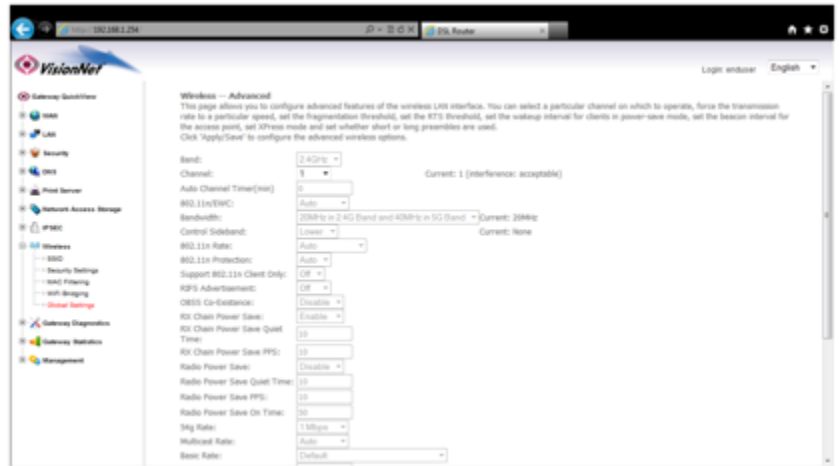 http://192.168.1.254
DSL Router
VisionNet
Login: enduser English
Gateway QuickView
WAN
LAN
Security
DNS
Print Server
Network Access Storage
IPSEC
Wireless
SSID
Security Settings
MAC Filtering
WiFi Bridging
Global Settings
Gateway Diagnostics
Gateway Statistics
Management
Wireless -- Advanced
This page allows you to configure advanced features of the wireless LAN interface. You can select a particular channel on which to operate, force the transmission
rate to a particular speed, set the fragmentation threshold, set the RTS threshold, set the wakeup interval for clients in power-save mode, set the beacon interval for
the access point, set XPress mode and set whether short or long preambles are used.
Click 'Apply/Save' to configure the advanced wireless options.
Band: 2.4GHz
Channel: Current: 1 (interference: acceptable)
Auto Channel Timer(min) 0
802.11n/EWC: Auto
Bandwidth: 20MHz in 2.4G Band and 40MHz in 5G Band Current: 20MHz
Control Sideband: Lower Current: None
802.11n Rate: Auto
802.11n Protection: Auto
Support 802.11n Client Only: Off
RIFS Advertisement: Off
OBSS Co-Existance: Disable
RX Chain Power Save: Enable
RX Chain Power Save Quiet
Time: 10
RX Chain Power Save PPS: 10
Radio Power Save: Disable
Radio Power Save Quiet Time: 10
Radio Power Save PPS: 10
Radio Power Save On Time: 50
54g Rate: 1 Mbps
Multicast Rate: Auto
Basic Rate: Default